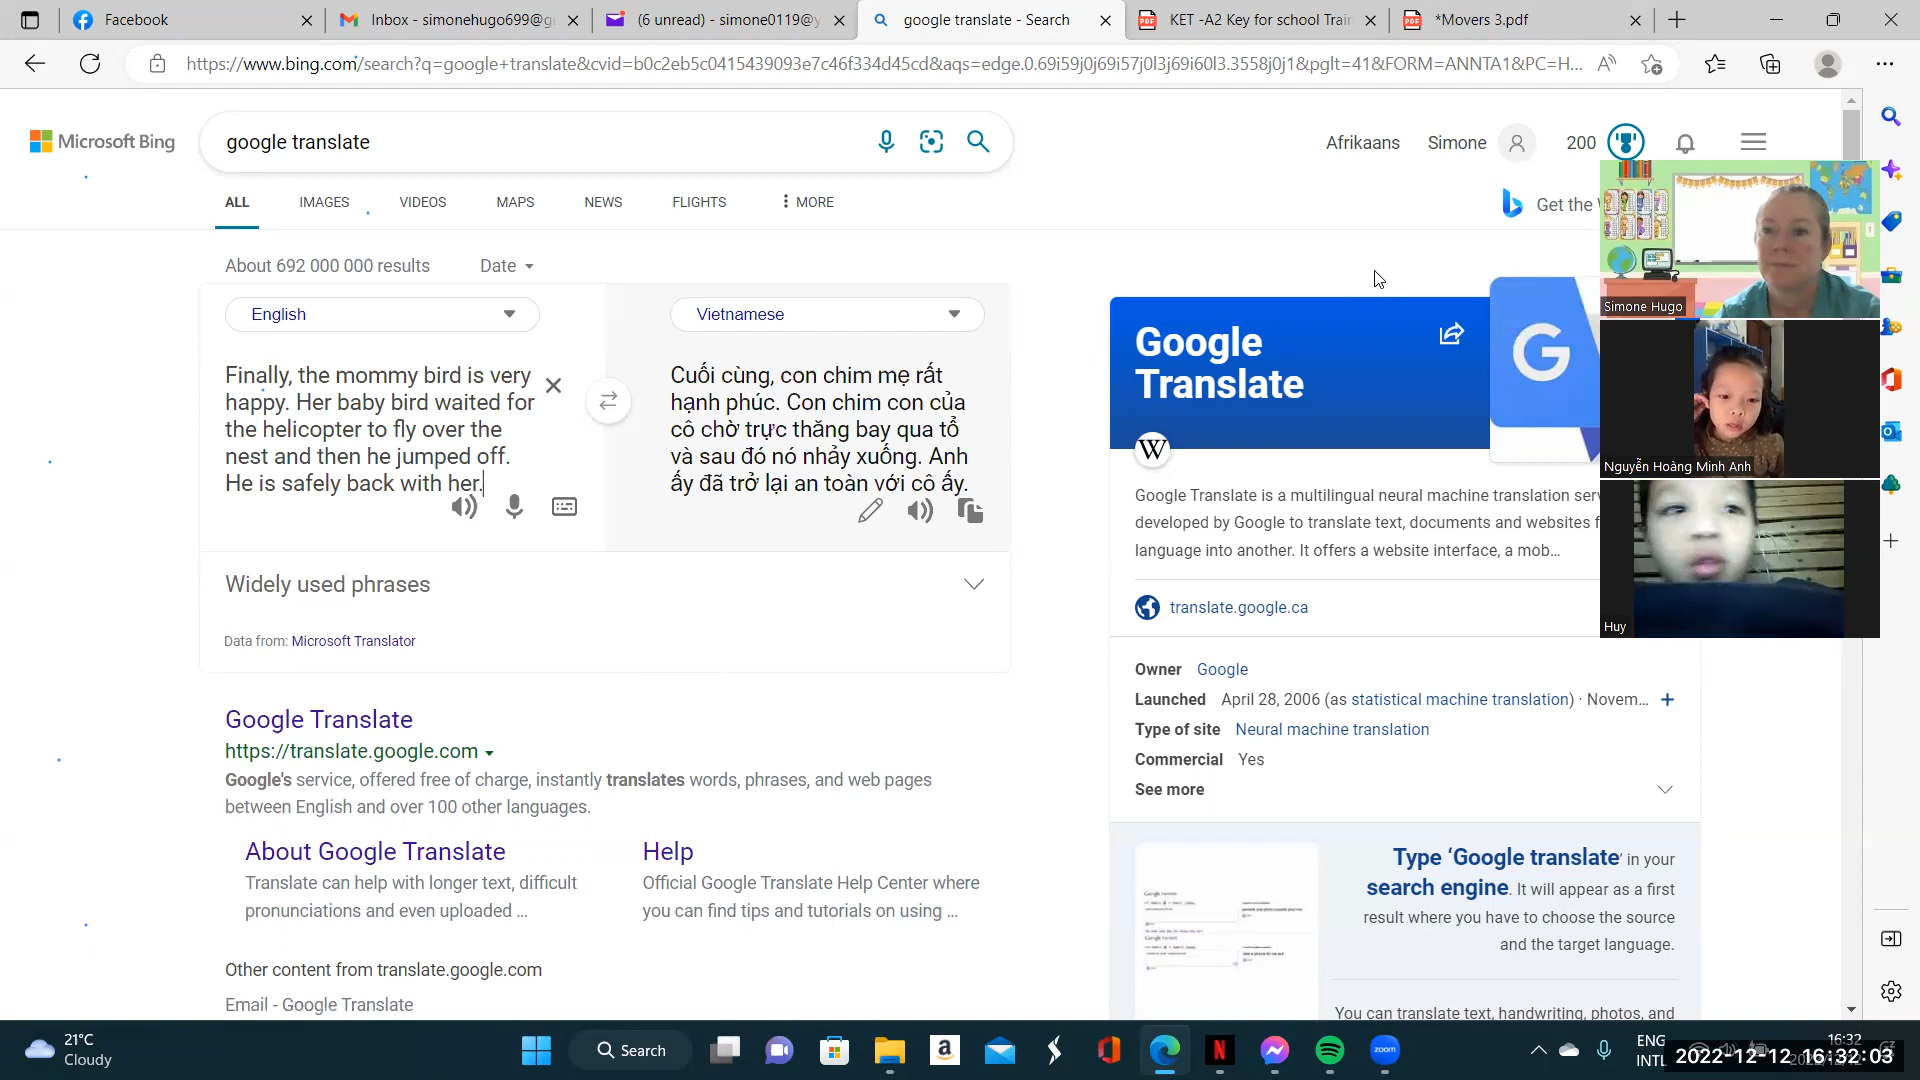 Facebook
Inbox - simonehugo699@g
(6 unread) - simone0119@y
google translate - Search
KET -A2 Key for school Train
*Movers 3.pdf
https://www.bing.com/search?q=google+translate&cvid=b0c2eb5c0415439093e7c46f334d45cd&aqs=edge.0.69i59j0j69i57j0l3j69i60l3.3558j0j1&pglt=41&FORM=ANNTA1&PC=H...
Microsoft Bing
google translate
Afrikaans
Simone
200
ALL
IMAGES
VIDEOS
MAPS
NEWS
FLIGHTS
MORE
Get the
About 692 000 000 results
Date
English
Vietnamese
Finally, the mommy bird is very
happy. Her baby bird waited for
the helicopter to fly over the
nest and then he jumped off.
He is safely back with her.
Cuối cùng, con chim mẹ rất
hạnh phúc. Con chim con của
cô chờ trực thăng bay qua tổ
và sau đó nó nhảy xuống. Anh
ấy đã trở lại an toàn với cô ấy.
Widely used phrases
Data from: Microsoft Translator
Google Translate
https://translate.google.com
Google's service, offered free of charge, instantly translates words, phrases, and web pages
between English and over 100 other languages.
About Google Translate
Translate can help with longer text, difficult
pronunciations and even uploaded ...
Help
Official Google Translate Help Center where
you can find tips and tutorials on using ...
Other content from translate.google.com
Email - Google Translate
Google
Translate
G
W
Google Translate is a multilingual neural machine translation serv
developed by Google to translate text, documents and websites f
language into another. It offers a website interface, a mob...
translate.google.ca
Owner Google
Launched April 28, 2006 (as statistical machine translation) · Novem...
Type of site Neural machine translation
Commercial Yes
See more
Type ‘Google translate’ in your
search engine. It will appear as a first
result where you have to choose the source
and the target language.
You can translate text, handwriting, photos, and
Simone Hugo
Nguyễn Hoàng Minh Anh
Huy
21°C
Cloudy
Search
zoom
ENG
INTL
16:32
2022-12-12 16:32:03